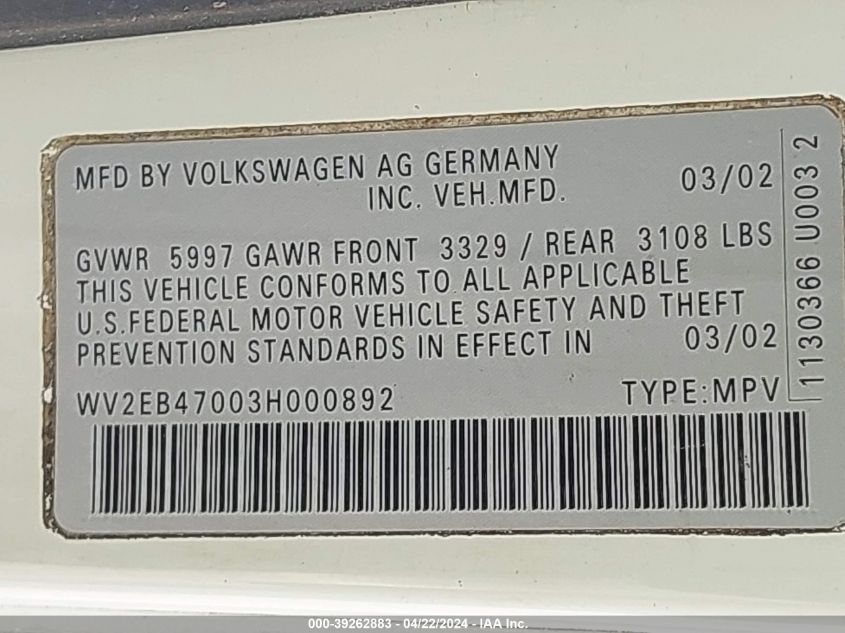 MFD BY VOLKSWAGEN AG GERMANY
INC. VEH.MFD. 03/02
GVWR 5997 GAWR FRONT 3329 / REAR 3108 LBS
THIS VEHICLE CONFORMS TO ALL APPLICABLE
U.S.FEDERAL MOTOR VEHICLE SAFETY AND THEFT
PREVENTION STANDARDS IN EFFECT IN 03/02
WV2EB47003H000892 TYPE:MPV
1130366 U0032
000-39262883 - 04/22/2024 - IAA Inc.